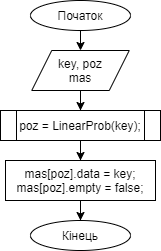 Початок
key, poz
mas
poz = LinearProb(key);
mas[poz].data = key;
mas[poz].empty = false;
Кінець